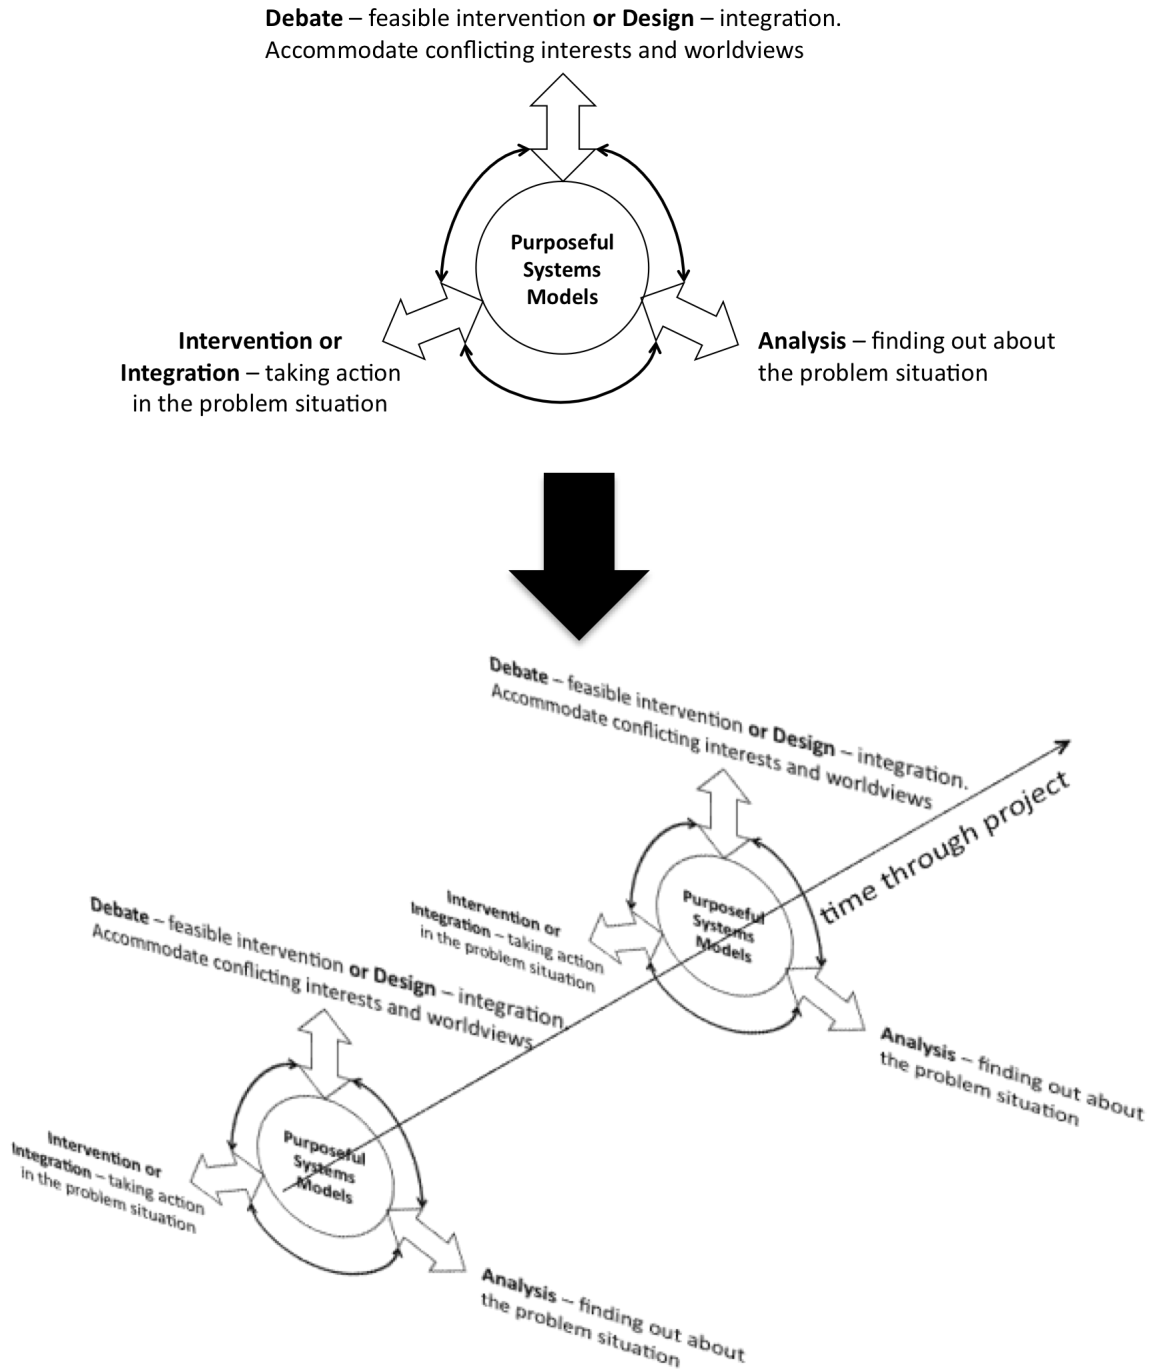 Debate – feasible intervention or Design – integration.
Accommodate conflicting interests and worldviews
Purposeful
Systems
Models
Intervention or
Integration – taking action
in the problem situation
Analysis – finding out about
the problem situation
Debate – feasible intervention or Design – integration.
Accommodate conflicting interests and worldviews
time through project
Purposeful
Systems
Models
Intervention or
Integration – taking action
in the problem situation
Analysis – finding out about
the problem situation
Debate – feasible intervention or Design – integration.
Accommodate conflicting interests and worldviews
Purposeful
Systems
Models
Intervention or
Integration – taking action
in the problem situation
Analysis – finding out about
the problem situation